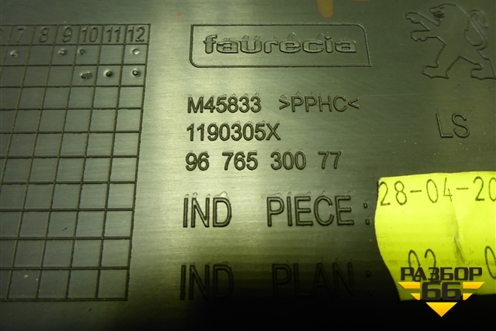 7 8 9 10 11 12
faurecia
M45833 >PPHC<
1190305X
LS
96 765 300 77
IND PIECE:
28-04-20
IND PLAN:
РАЗБОР
66